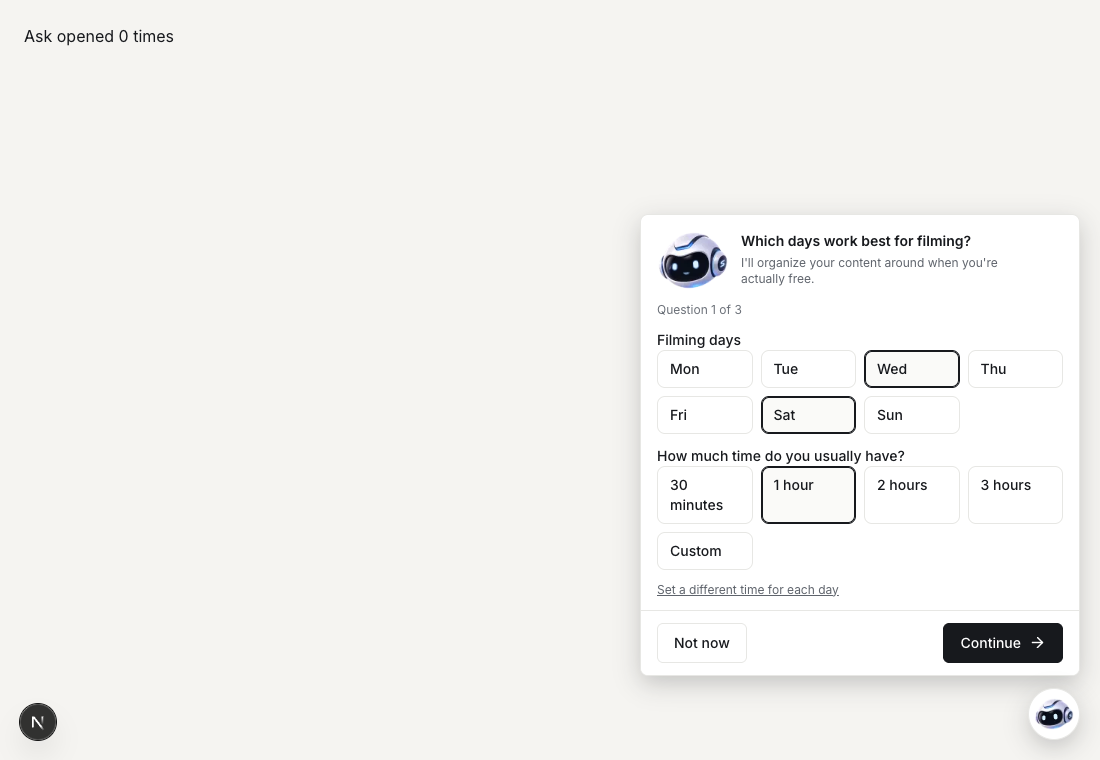 Ask opened 0 times
Which days work best for filming?
I'll organize your content around when you're
actually free.
Question 1 of 3
Filming days
Mon
Tue
Wed
Thu
Fri
Sat
Sun
How much time do you usually have?
30
minutes
1 hour
2 hours
3 hours
Custom
Set a different time for each day
Not now
Continue
N